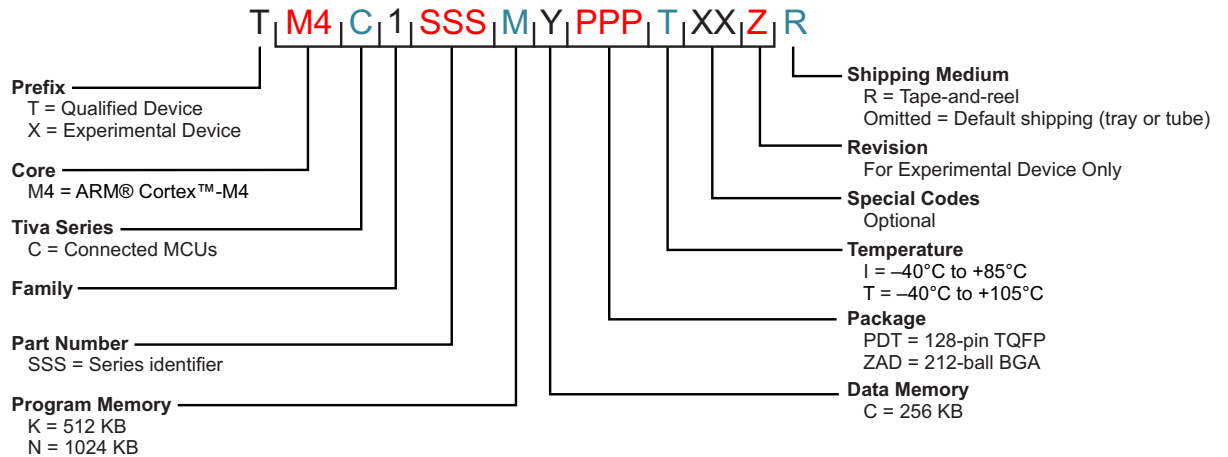 T M4 C 1 SSS M Y PPP T XX Z R
Prefix
T = Qualified Device
X = Experimental Device
Core
M4 = ARM® Cortex™-M4
Tiva Series
C = Connected MCUs
Family
Part Number
SSS = Series identifier
Program Memory
K = 512 KB
N = 1024 KB
Shipping Medium
R = Tape-and-reel
Omitted = Default shipping (tray or tube)
Revision
For Experimental Device Only
Special Codes
Optional
Temperature
I = –40°C to +85°C
T = –40°C to +105°C
Package
PDT = 128-pin TQFP
ZAD = 212-ball BGA
Data Memory
C = 256 KB